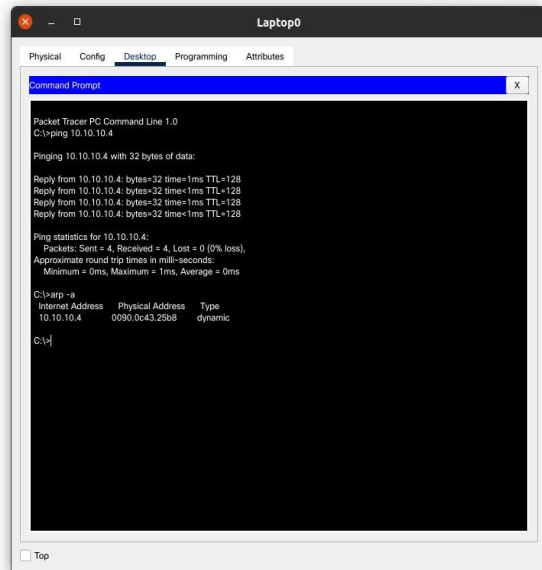 Laptop0
Physical Config Desktop Programming Attributes
Command Prompt X
Packet Tracer PC Command Line 1.0
C:\>ping 10.10.10.4
Pinging 10.10.10.4 with 32 bytes of data:
Reply from 10.10.10.4: bytes=32 time=1ms TTL=128
Reply from 10.10.10.4: bytes=32 time<1ms TTL=128
Reply from 10.10.10.4: bytes=32 time=1ms TTL=128
Reply from 10.10.10.4: bytes=32 time<1ms TTL=128
Ping statistics for 10.10.10.4:
Packets: Sent = 4, Received = 4, Lost = 0 (0% loss),
Approximate round trip times in milli-seconds:
Minimum = 0ms, Maximum = 1ms, Average = 0ms
C:\>arp -a
Internet Address Physical Address Type
10.10.10.4 0090.0c43.25b8 dynamic
C:\>
Top